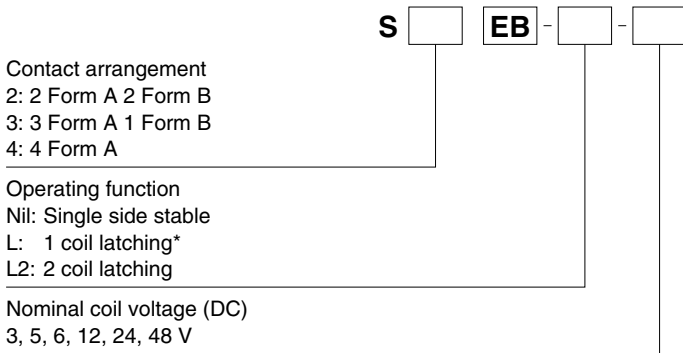 S EB - -
Contact arrangement
2: 2 Form A 2 Form B
3: 3 Form A 1 Form B
4: 4 Form A
Operating function
Nil: Single side stable
L: 1 coil latching*
L2: 2 coil latching
Nominal coil voltage (DC)
3, 5, 6, 12, 24, 48 V